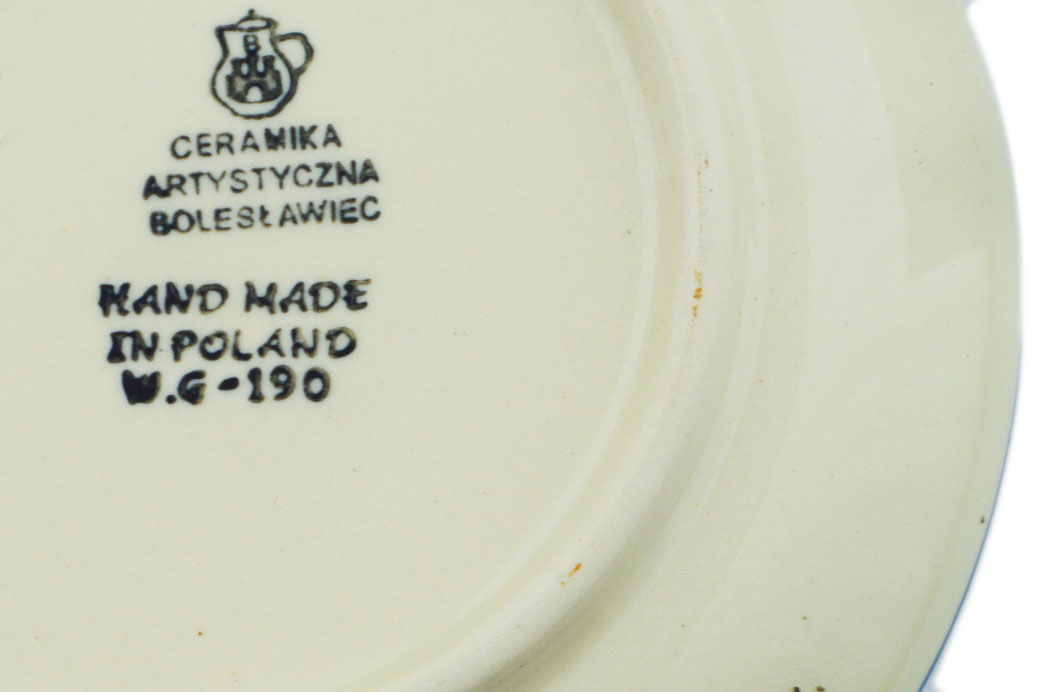 B
CERAMIKA
ARTYSTYCZNA
BOLESŁAWIEC
HAND MADE
IN POLAND
W.G-190